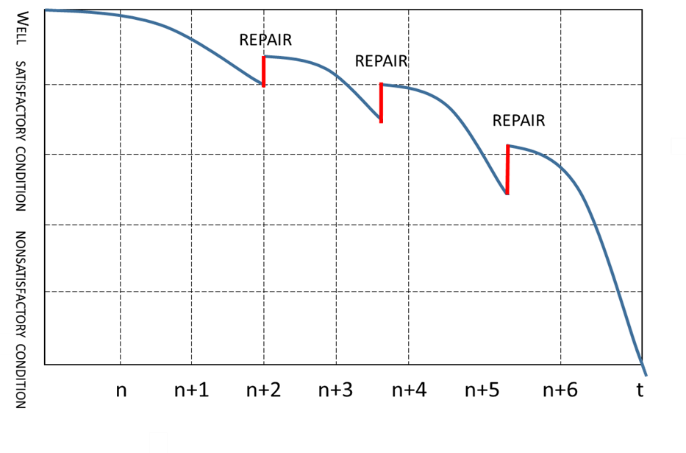 WELL SATISFACTORY CONDITION NONSATISFACTORY CONDITION
REPAIR
REPAIR
REPAIR
n n+1 n+2 n+3 n+4 n+5 n+6 t